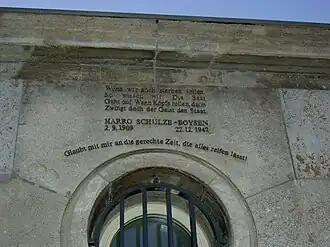 Wenn wir auch sterben sollen,
So wissen wir: Die Saat
Geht auf. Wenn Köpfe rollen, dann
Zwingt doch der Geist den Staat.
HARRO SCHULZE-BOYSEN
2.9.1909 22.12.1942
Glaubt mit mir an die gerechte Zeit, die alles reifen lässt!